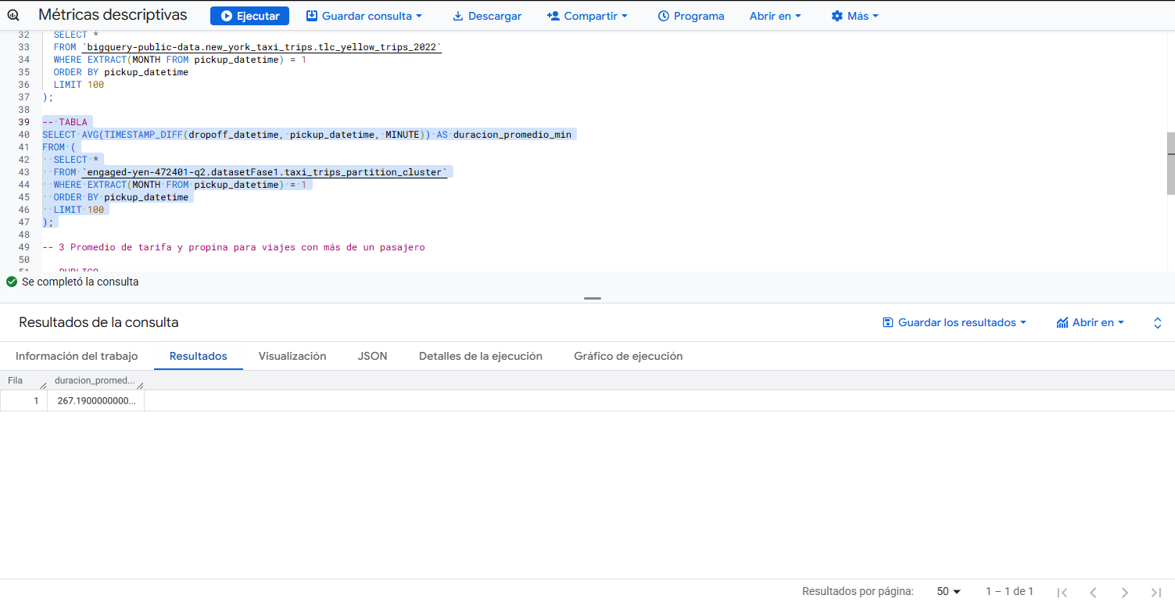 Métricas descriptivas Ejecutar Guardar consulta Descargar Compartir Programa Abrir en Más
32 SELECT *
33 FROM `bigquery-public-data.new_york_taxi_trips.tlc_yellow_trips_2022`
34 WHERE EXTRACT(MONTH FROM pickup_datetime) = 1
35 ORDER BY pickup_datetime
36 LIMIT 100
37 );
38
39 -- TABLA
40 SELECT AVG(TIMESTAMP_DIFF(dropoff_datetime, pickup_datetime, MINUTE)) AS duracion_promedio_min
41 FROM (
42 SELECT *
43 FROM `engaged-yen-472401-q2.datasetFase1.taxi_trips_partition_cluster`
44 WHERE EXTRACT(MONTH FROM pickup_datetime) = 1
45 ORDER BY pickup_datetime
46 LIMIT 100
47 );
48
49 -- 3 Promedio de tarifa y propina para viajes con más de un pasajero
50
Se completó la consulta
Resultados de la consulta Guardar los resultados Abrir en
Información del trabajo Resultados Visualización JSON Detalles de la ejecución Gráfico de ejecución
Fila duracion_promed...
1 267.1900000000...
Resultados por página: 50 1 – 1 de 1